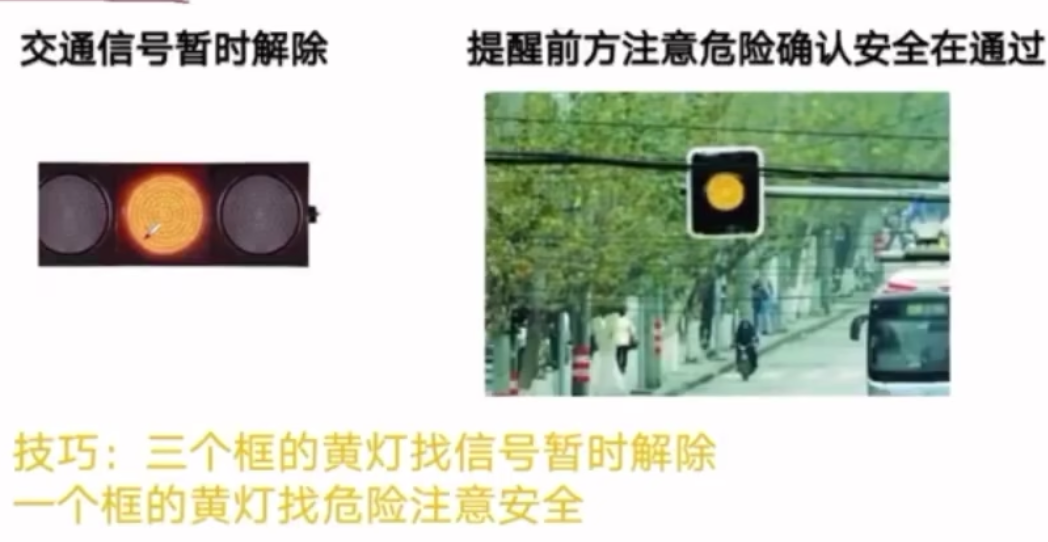 交通信号暂时解除
提醒前方注意危险确认安全在通过
技巧：三个框的黄灯找信号暂时解除
一个框的黄灯找危险注意安全